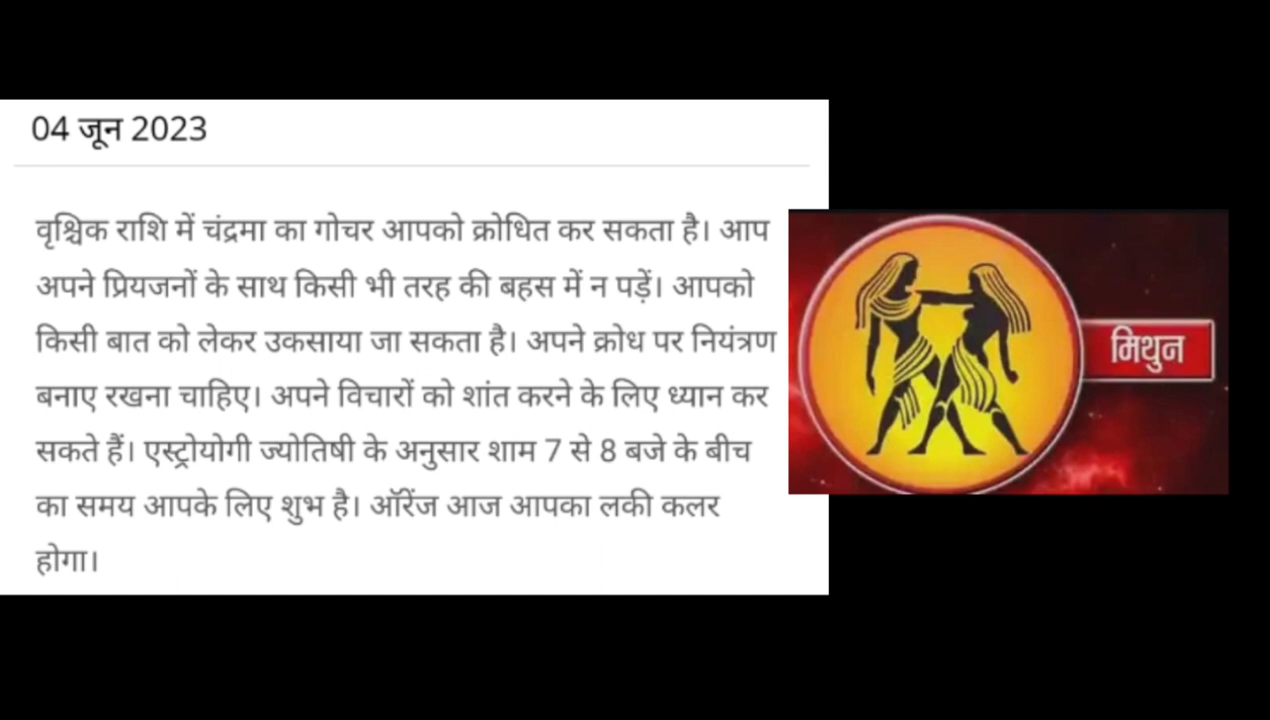 04 जून 2023
वृश्चिक राशि में चंद्रमा का गोचर आपको क्रोधित कर सकता है। आप
अपने प्रियजनों के साथ किसी भी तरह की बहस में न पड़ें। आपको
किसी बात को लेकर उकसाया जा सकता है। अपने क्रोध पर नियंत्रण
बनाए रखना चाहिए। अपने विचारों को शांत करने के लिए ध्यान कर
सकते हैं। एस्ट्रोयोगी ज्योतिषी के अनुसार शाम 7 से 8 बजे के बीच
का समय आपके लिए शुभ है। ऑरेंज आज आपका लकी कलर
होगा।
मिथुन